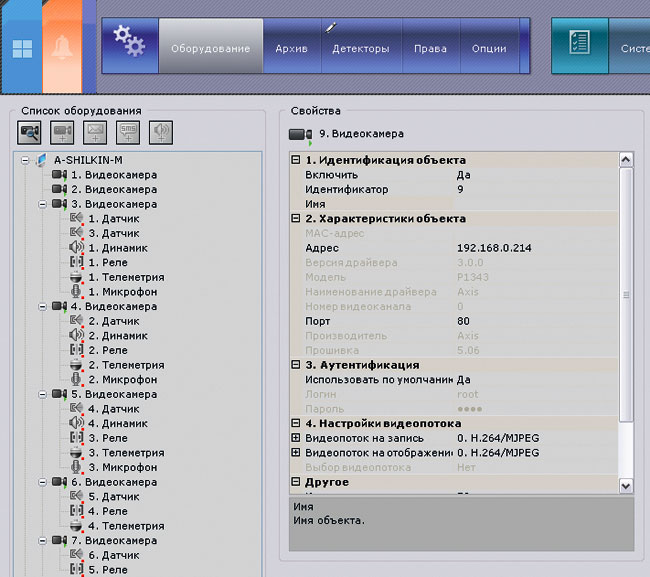 Оборудование
Архив
Детекторы
Права
Опции
Систе
Список оборудования
SMS
A-SHILKIN-M
1. Видеокамера
2. Видеокамера
3. Видеокамера
1. Датчик
3. Датчик
1. Динамик
1. Реле
1. Телеметрия
1. Микрофон
4. Видеокамера
2. Датчик
2. Динамик
2. Реле
2. Телеметрия
2. Микрофон
5. Видеокамера
4. Датчик
4. Динамик
3. Реле
3. Телеметрия
3. Микрофон
6. Видеокамера
5. Датчик
4. Реле
4. Телеметрия
7. Видеокамера
6. Датчик
5. Реле
Свойства
9. Видеокамера
1. Идентификация объекта
Включить Да
Идентификатор 9
Имя
2. Характеристики объекта
MAC-адрес
Адрес 192.168.0.214
Версия драйвера 3.0.0
Модель P1343
Наименование драйвера Axis
Номер видеоканала 0
Порт 80
Производитель Axis
Прошивка 5.06
3. Аутентификация
Использовать по умолчани Да
Логин root
Пароль ●●●●
4. Настройки видеопотока
Видеопоток на запись 0. H.264/MJPEG
Видеопоток на отображени 0. H.264/MJPEG
Выбор видеопотока Нет
Другое
Имя
Имя объекта.